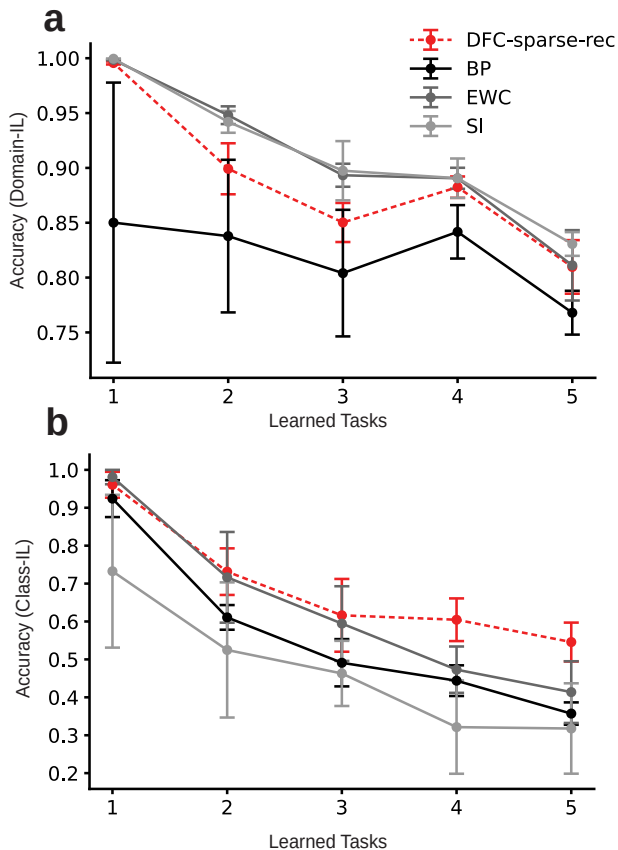 a
DFC-sparse-rec
BP
EWC
SI
Accuracy (Domain-IL)
1.00
0.95
0.90
0.85
0.80
0.75
1 2 3 4 5
Learned Tasks
b
Accuracy (Class-IL)
1.0
0.9
0.8
0.7
0.6
0.5
0.4
0.3
0.2
1 2 3 4 5
Learned Tasks